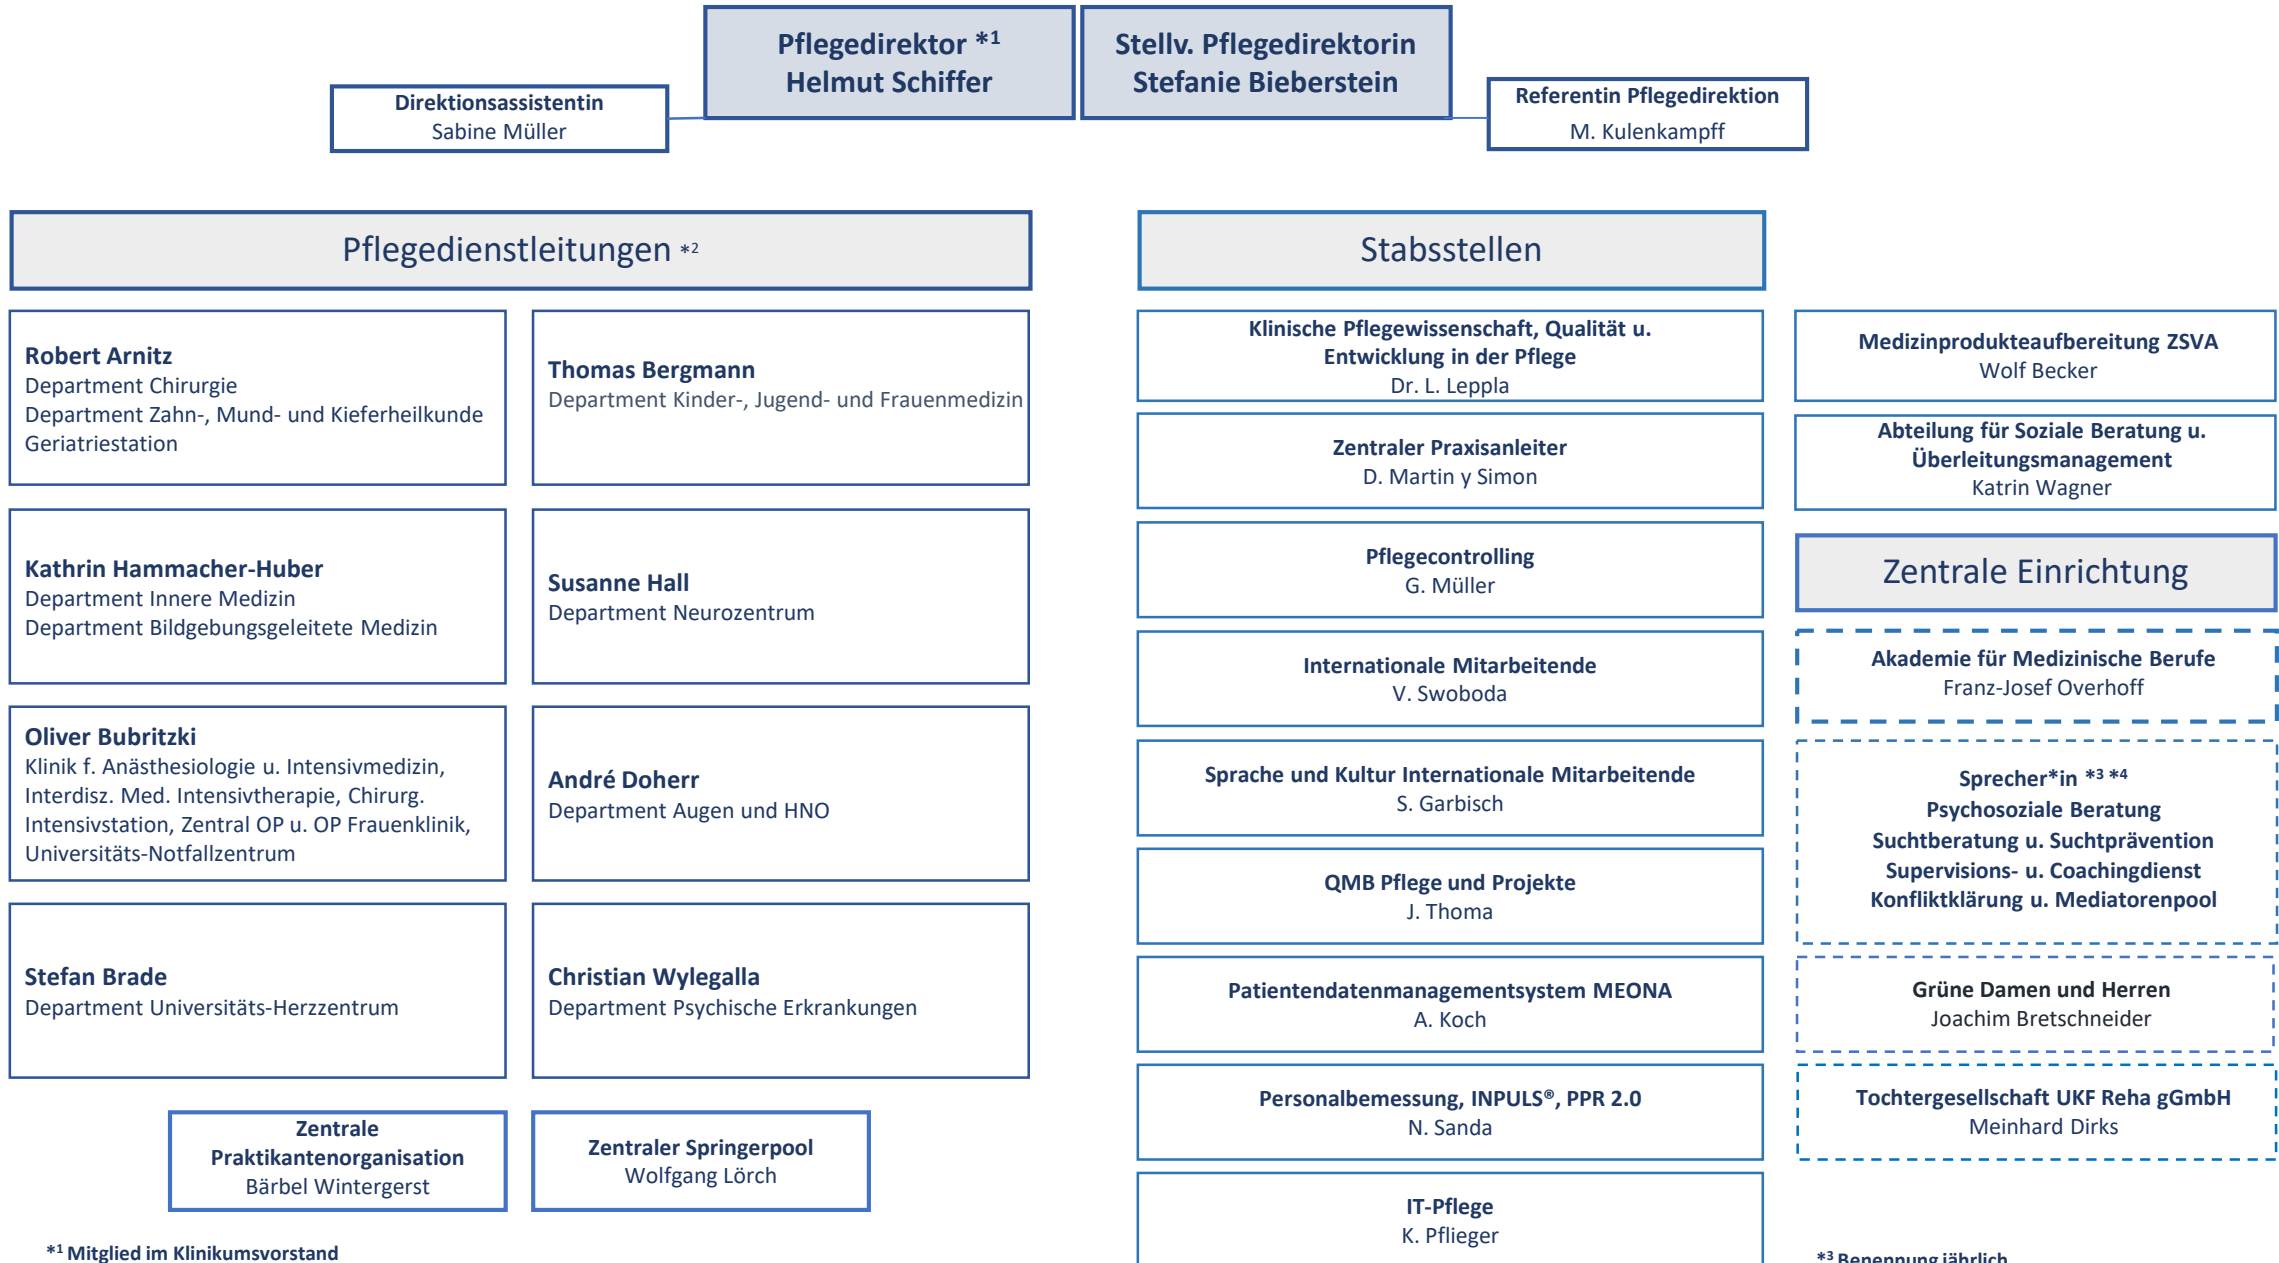 Pflegedirektor *1
Helmut Schiffer
Stellv. Pflegedirektorin
Stefanie Bieberstein
Direktionsassistentin
Sabine Müller
Referentin Pflegedirektion
M. Kulenkampff
Pflegedienstleitungen *2
Robert Arnitz
Department Chirurgie
Department Zahn-, Mund- und Kieferheilkunde
Geriatriestation
Thomas Bergmann
Department Kinder-, Jugend- und Frauenmedizin
Kathrin Hammacher-Huber
Department Innere Medizin
Department Bildgebungsgeleitete Medizin
Susanne Hall
Department Neurozentrum
Oliver Bubritzki
Klinik f. Anästhesiologie u. Intensivmedizin,
Interdisz. Med. Intensivtherapie, Chirurg.
Intensivstation, Zentral OP u. OP Frauenklinik,
Universitäts-Notfallzentrum
André Doherr
Department Augen und HNO
Stefan Brade
Department Universitäts-Herzzentrum
Christian Wylegalla
Department Psychische Erkrankungen
Zentrale
Praktikantenorganisation
Bärbel Wintergerst
Zentraler Springerpool
Wolfgang Lörch
*1 Mitglied im Klinikumsvorstand
Stabsstellen
Klinische Pflegewissenschaft, Qualität u.
Entwicklung in der Pflege
Dr. L. Leppla
Zentraler Praxisanleiter
D. Martin y Simon
Pflegecontrolling
G. Müller
Internationale Mitarbeitende
V. Swoboda
Sprache und Kultur Internationale Mitarbeitende
S. Garbisch
QMB Pflege und Projekte
J. Thoma
Patientendatenmanagementsystem MEONA
A. Koch
Personalbemessung, INPULS®, PPR 2.0
N. Sanda
IT-Pflege
K. Pflieger
Medizinprodukteaufbereitung ZSVA
Wolf Becker
Abteilung für Soziale Beratung u.
Überleitungsmanagement
Katrin Wagner
Zentrale Einrichtung
Akademie für Medizinische Berufe
Franz-Josef Overhoff
Sprecher*in *3 *4
Psychosoziale Beratung
Suchtberatung u. Suchtprävention
Supervisions- u. Coachingdienst
Konfliktklärung u. Mediatorenpool
Grüne Damen und Herren
Joachim Bretschneider
Tochtergesellschaft UKF Reha gGmbH
Meinhard Dirks
*3 Benennung jährlich